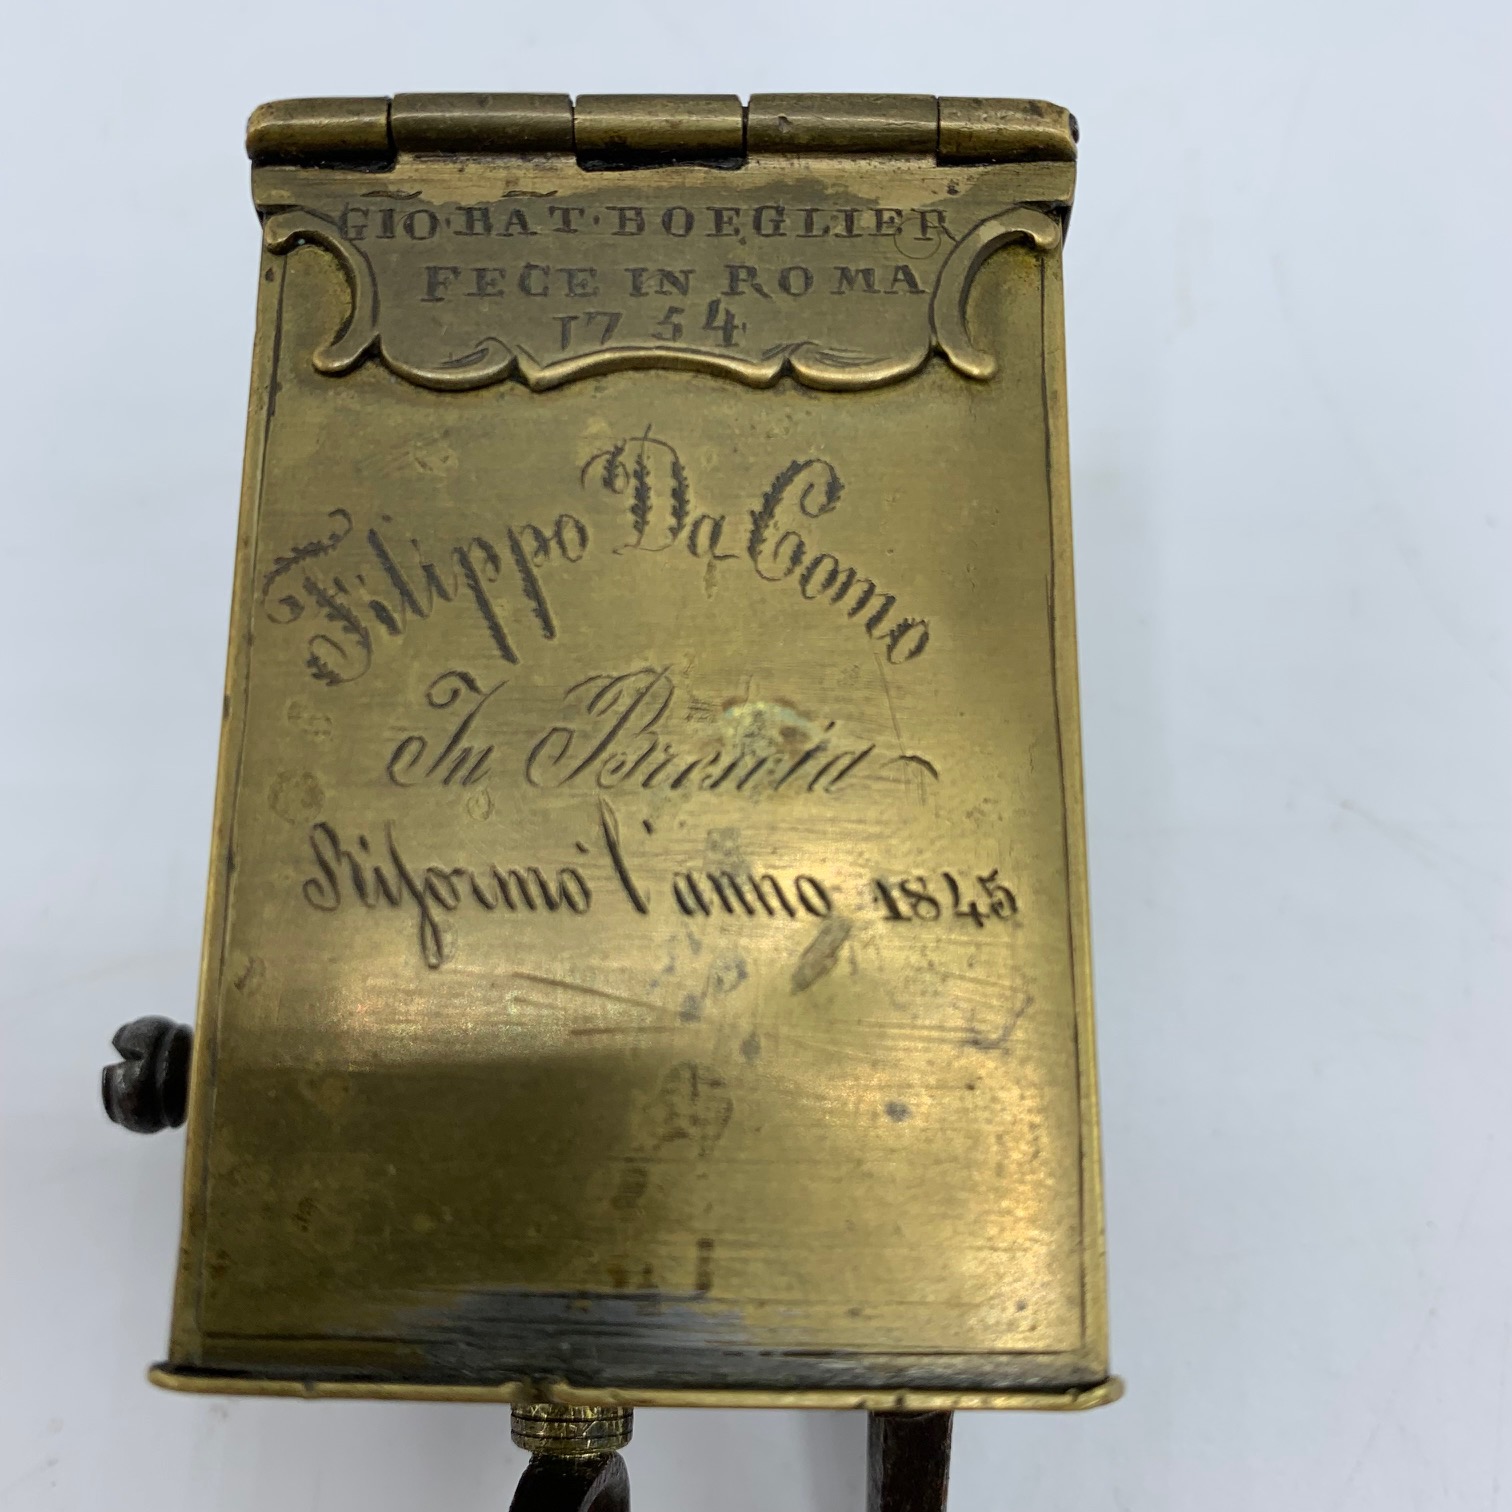 GIO·BAT·BOEGLIER
FECE IN ROMA
1754
Filippo Da Como
In Brescia
Riformò l'anno 1845